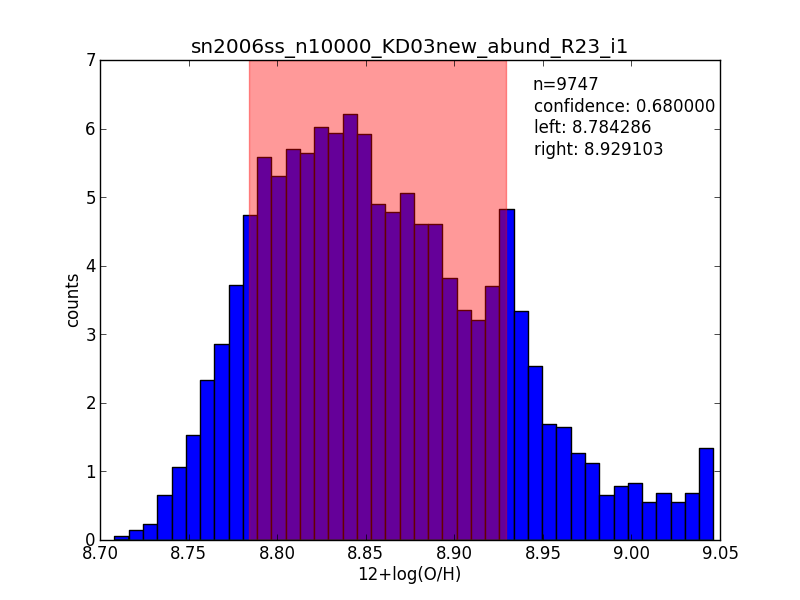 sn2006ss_n10000_KD03new_abund_R23_i1
n=9747
confidence: 0.680000
left: 8.784286
right: 8.929103
counts
7
6
5
4
3
2
1
0
8.70 8.75 8.80 8.85 8.90 8.95 9.00 9.05
12+log(O/H)